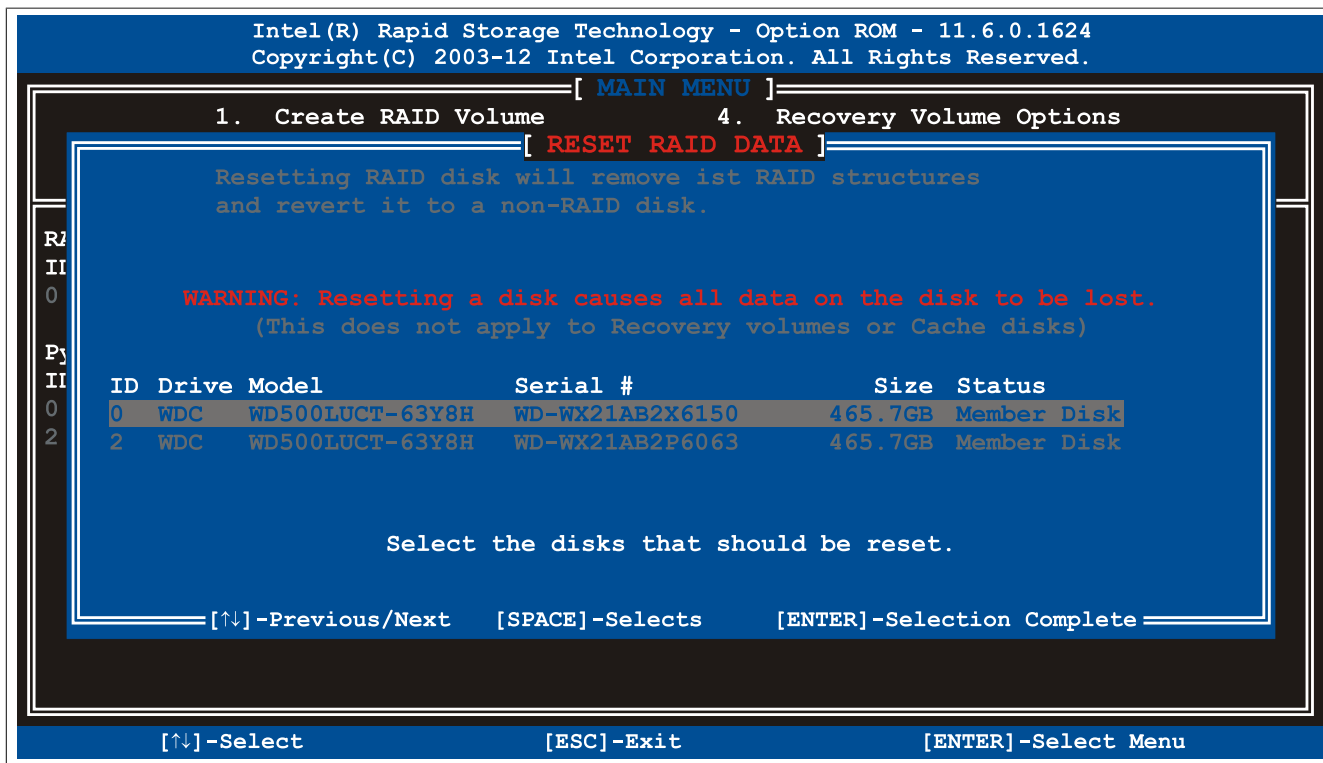 Intel(R) Rapid Storage Technology - Option ROM - 11.6.0.1624
Copyright(C) 2003-12 Intel Corporation. All Rights Reserved.
[ MAIN MENU ]
1. Create RAID Volume 4. Recovery Volume Options
[ RESET RAID DATA ]
Resetting RAID disk will remove ist RAID structures
and revert it to a non-RAID disk.
WARNING: Resetting a disk causes all data on the disk to be lost.
(This does not apply to Recovery volumes or Cache disks)
ID Drive Model Serial # Size Status
0 WDC WD500LUCT-63Y8H WD-WX21AB2X6150 465.7GB Member Disk
2 WDC WD500LUCT-63Y8H WD-WX21AB2P6063 465.7GB Member Disk
Select the disks that should be reset.
[↑↓]-Previous/Next [SPACE]-Selects [ENTER]-Selection Complete
[↑↓]-Select [ESC]-Exit [ENTER]-Select Menu